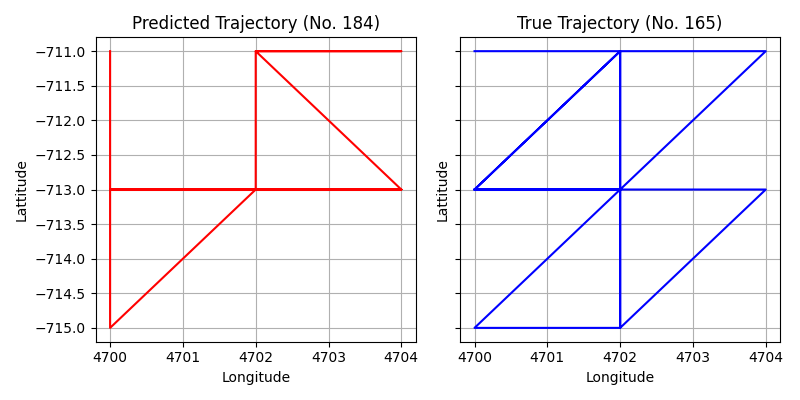 Predicted Trajectory (No. 184)
True Trajectory (No. 165)
Lattitude
−711.0
−711.5
−712.0
−712.5
−713.0
−713.5
−714.0
−714.5
−715.0
4700 4701 4702 4703 4704
Longitude
Lattitude
4700 4701 4702 4703 4704
Longitude